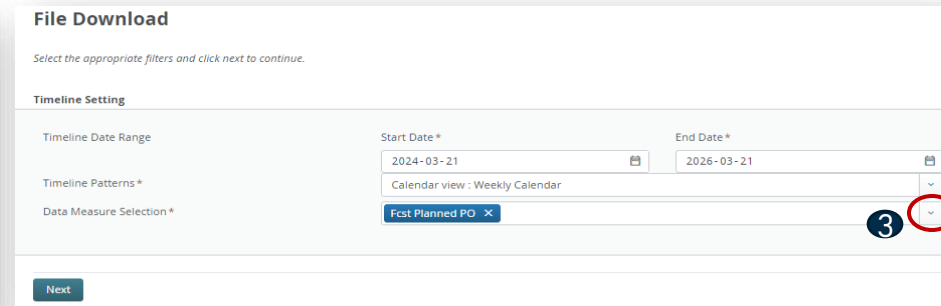 File Download
Select the appropriate filters and click next to continue.
Timeline Setting
Timeline Date Range
Start Date*
End Date*
2024-03-21
2026-03-21
Timeline Patterns*
Calendar view : Weekly Calendar
Data Measure Selection*
Fcst Planned PO ✕
3
Next